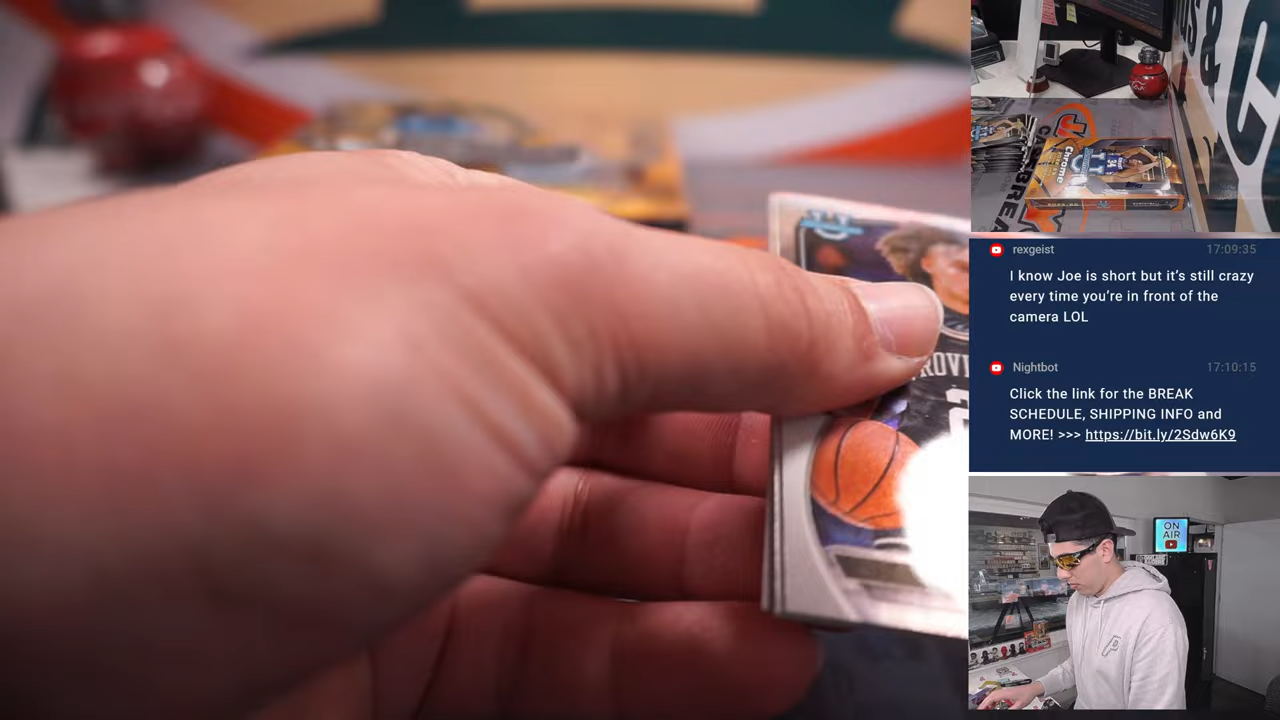 rexgeist 17:09:35
I know Joe is short but it's still crazy
every time you're in front of the
camera LOL
Nightbot 17:10:15
Click the link for the BREAK
SCHEDULE, SHIPPING INFO and
MORE! >>> https://bit.ly/2Sdw6K9
ROVI
2
Chrome
34
&
ON
AIR
P